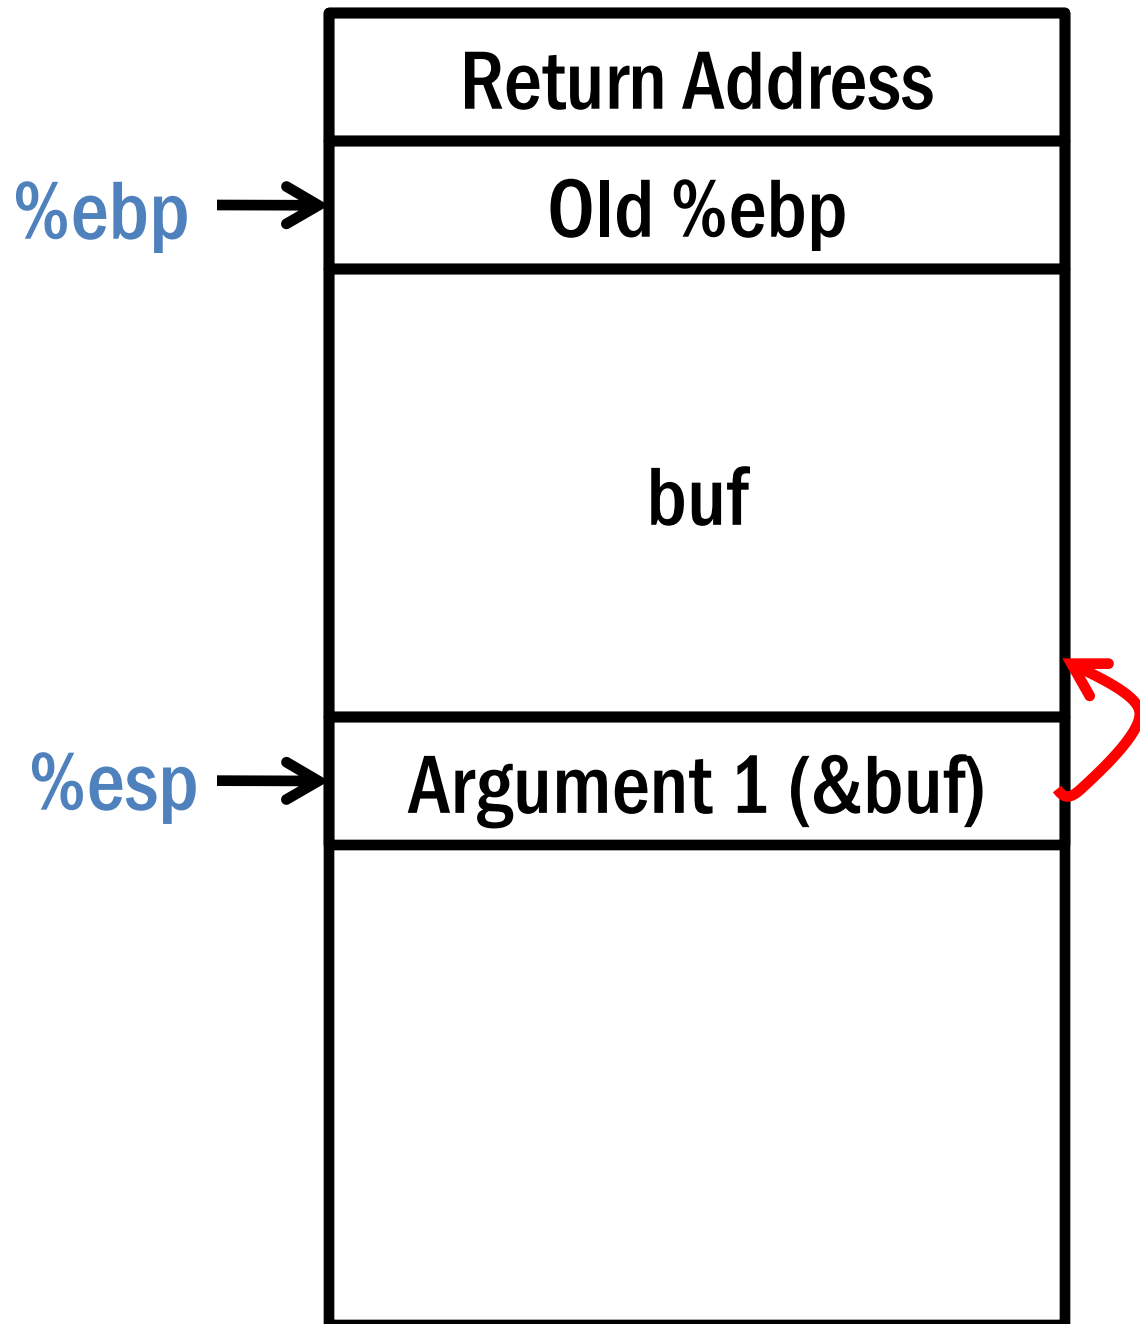 Return Address
%ebp
Old %ebp
buf
%esp
Argument 1 (&buf)